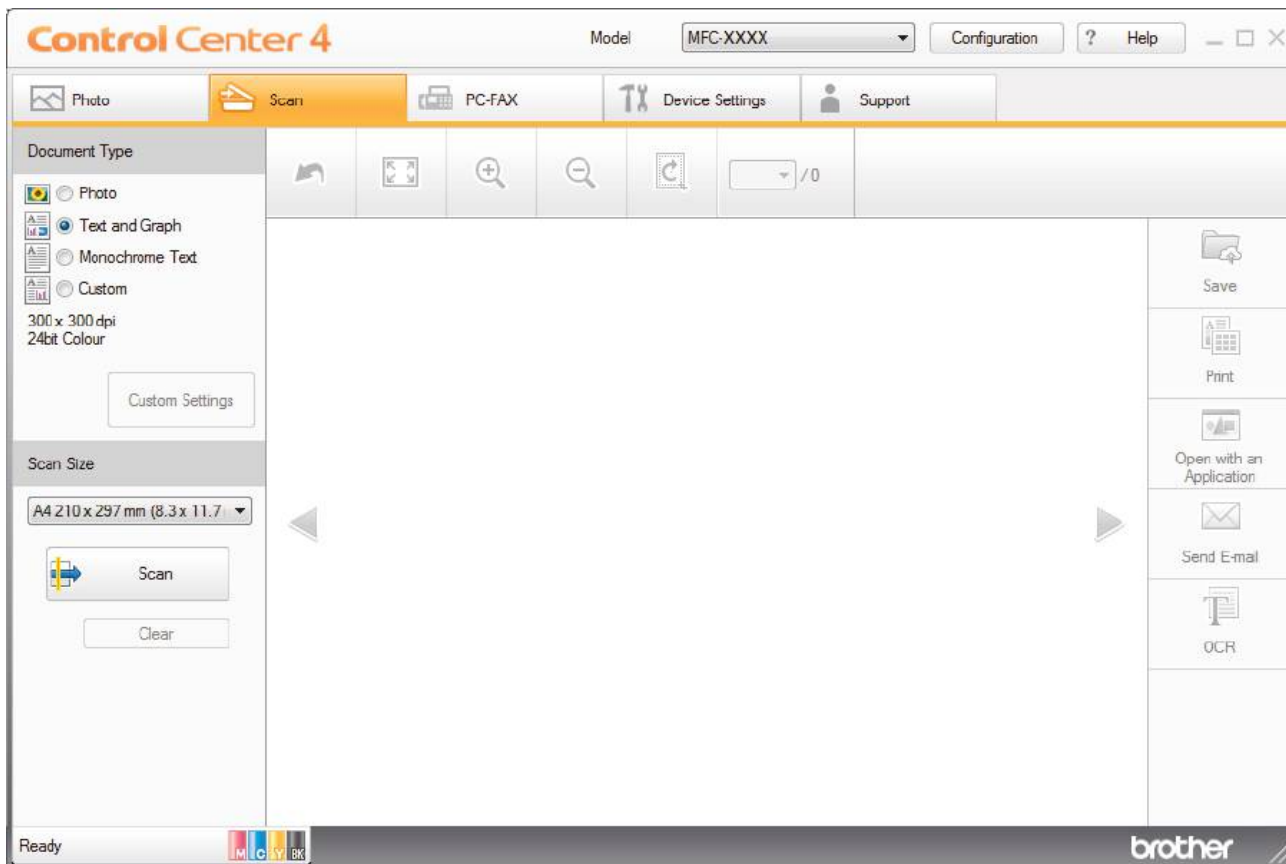 Control Center 4
Model
MFC-XXXX
Configuration
? Help
Photo
Scan
PC-FAX
Device Settings
Support
Document Type
Photo
Text and Graph
Monochrome Text
Custom
300 x 300 dpi
24bit Colour
Custom Settings
Scan Size
A4 210 x 297 mm (8.3 x 11.7
Scan
Clear
/ 0
Save
Print
Open with an
Application
Send E-mail
OCR
Ready
M C Y BK
brother